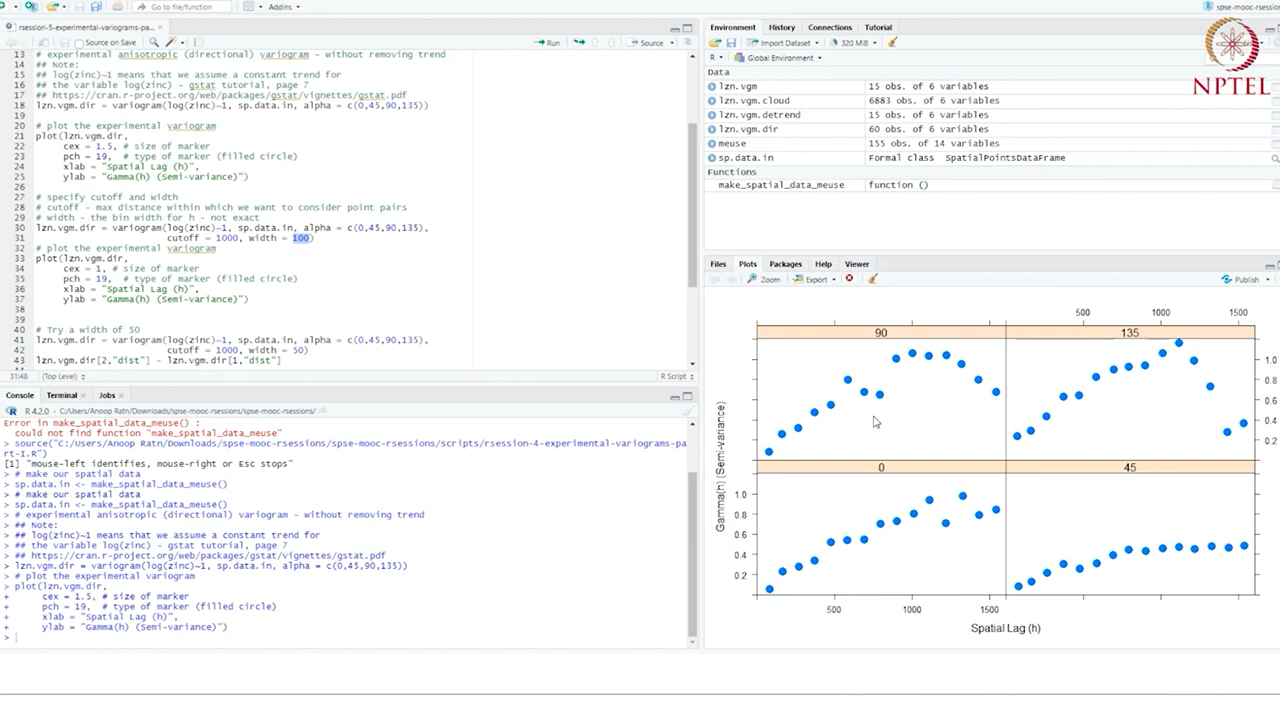 Go to file/function
Addins
spse-mooc-rsessions
rsession-5-experimental-variograms-pa...
Source on Save
Run
Source
13 # experimental anisotropic (directional) variogram - without removing trend
14 ## Note:
15 ## log(zinc)~1 means that we assume a constant trend for
16 ## the variable log(zinc) - gstat tutorial, page 7
17 ## https://cran.r-project.org/web/packages/gstat/vignettes/gstat.pdf
18 lzn.vgm.dir = variogram(log(zinc)~1, sp.data.in, alpha = c(0,45,90,135))
19
20 # plot the experimental variogram
21 plot(lzn.vgm.dir,
22 cex = 1.5, # size of marker
23 pch = 19, # type of marker (filled circle)
24 xlab = "Spatial Lag (h)",
25 ylab = "Gamma(h) (Semi-variance)")
26
27 # specify cutoff and width
28 # cutoff - max distance within which we want to consider point pairs
29 # width - the bin width for h - not exact
30 lzn.vgm.dir = variogram(log(zinc)~1, sp.data.in, alpha = c(0,45,90,135),
31 cutoff = 1000, width = 100)
32 # plot the experimental variogram
33 plot(lzn.vgm.dir,
34 cex = 1, # size of marker
35 pch = 19, # type of marker (filled circle)
36 xlab = "Spatial Lag (h)",
37 ylab = "Gamma(h) (Semi-variance)")
38
39
40 # Try a width of 50
41 lzn.vgm.dir = variogram(log(zinc)~1, sp.data.in, alpha = c(0,45,90,135),
42 cutoff = 1000, width = 50)
43 lzn.vgm.dir[2,"dist"] - lzn.vgm.dir[1,"dist"]
31:48 (Top Level) R Script
Console Terminal Jobs
R 4.2.0 · C:/Users/Anoop Ratn/Downloads/spse-mooc-rsessions/spse-mooc-rsessions/
Error in make_spatial_data_meuse() :
could not find function "make_spatial_data_meuse"
> source("C:/Users/Anoop Ratn/Downloads/spse-mooc-rsessions/spse-mooc-rsessions/scripts/rsession-4-experimental-variograms-pa
rt-I.R")
[1] "mouse-left identifies, mouse-right or Esc stops"
> # make our spatial data
> sp.data.in <- make_spatial_data_meuse()
> # make our spatial data
> sp.data.in <- make_spatial_data_meuse()
> # experimental anisotropic (directional) variogram - without removing trend
> ## Note:
> ## log(zinc)~1 means that we assume a constant trend for
> ## the variable log(zinc) - gstat tutorial, page 7
> ## https://cran.r-project.org/web/packages/gstat/vignettes/gstat.pdf
> lzn.vgm.dir = variogram(log(zinc)~1, sp.data.in, alpha = c(0,45,90,135))
> # plot the experimental variogram
> plot(lzn.vgm.dir,
+ cex = 1.5, # size of marker
+ pch = 19, # type of marker (filled circle)
+ xlab = "Spatial Lag (h)",
+ ylab = "Gamma(h) (Semi-variance)")
>
Environment History Connections Tutorial
Import Dataset 320 MiB
R Global Environment
Data
lzn.vgm 15 obs. of 6 variables
lzn.vgm.cloud 6883 obs. of 6 variables
lzn.vgm.detrend 15 obs. of 6 variables
lzn.vgm.dir 60 obs. of 6 variables
meuse 155 obs. of 14 variables
sp.data.in Formal class SpatialPointsDataFrame
Functions
make_spatial_data_meuse function ()
NPTEL
Files Plots Packages Help Viewer
Zoom Export Publish
500 1000 1500
90 135
1.0
0.8
0.6
0.4
0.2
0 45
1.0
0.8
0.6
0.4
0.2
500 1000 1500
Gamma(h) (Semi-variance)
Spatial Lag (h)